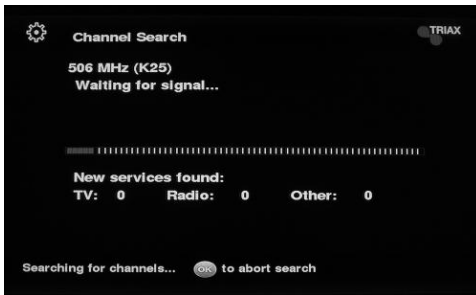 Channel Search
TRIAX
506 MHz (K25)
Waiting for signal...
New services found:
TV: 0 Radio: 0 Other: 0
Searching for channels... OK to abort search